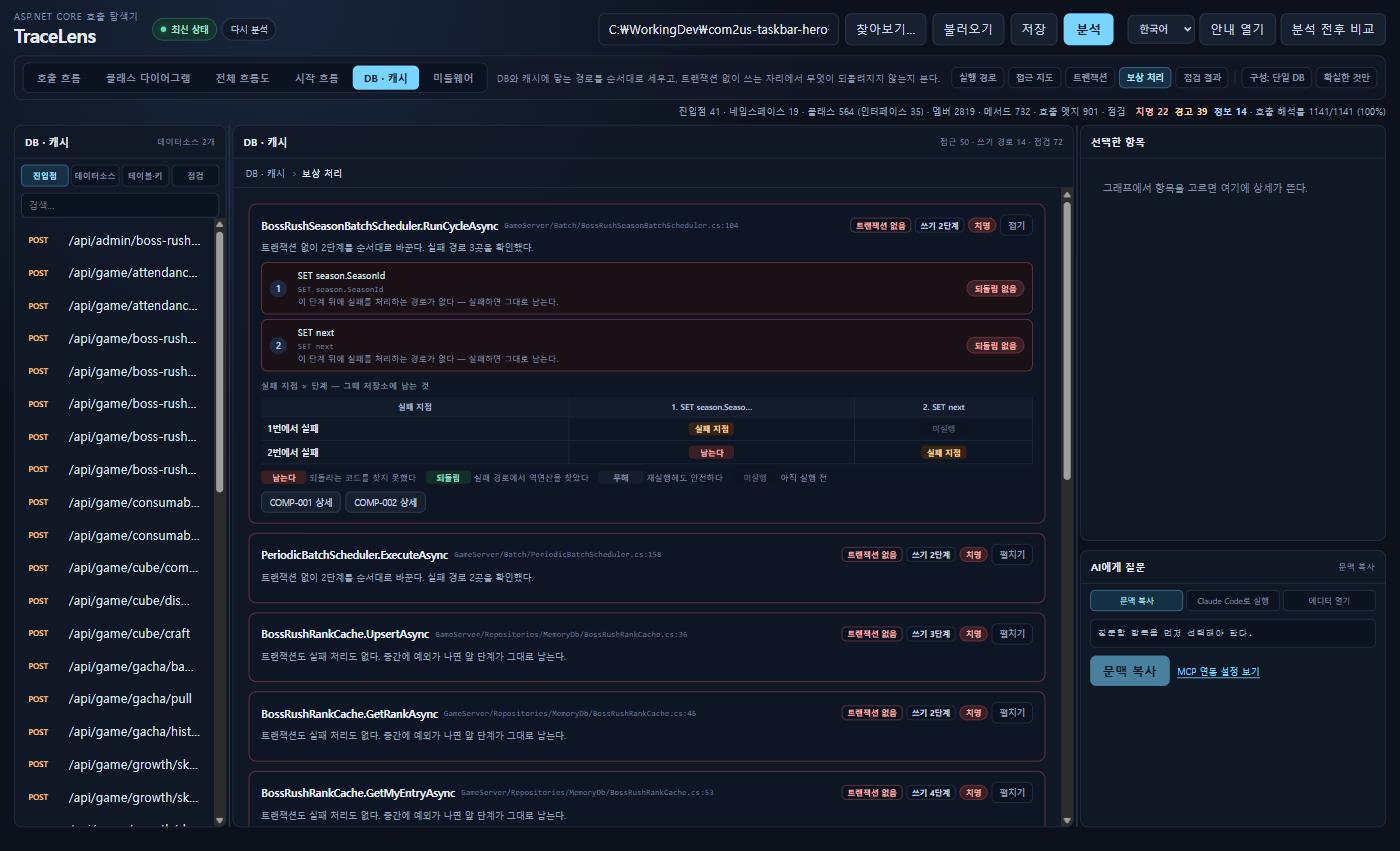 ASP.NET CORE 호출 탐색기
TraceLens
최신 상태
다시 분석
C:₩WorkingDev₩com2us-taskbar-hero
찾아보기...
불러오기
저장
분석
한국어
안내 열기
분석 전후 비교
호출 흐름
클래스 다이어그램
전체 흐름도
시작 흐름
DB · 캐시
미들웨어
DB와 캐시에 닿는 경로를 순서대로 세우고, 트랜잭션 없이 쓰는 자리에서 무엇이 되돌려지지 않는지 본다.
실행 경로
접근 지도
트랜잭션
보상 처리
점검 결과
구성: 단일 DB
확실한 것만
진입점 41 · 네임스페이스 19 · 클래스 564 (인터페이스 35) · 멤버 2819 · 메서드 732 · 호출 엣지 901 · 점검 치명 22 경고 39 정보 14 · 호출 해석률 1141/1141 (100%)
DB · 캐시
데이터소스 2개
진입점
데이터소스
테이블·키
점검
검색...
POST /api/admin/boss-rush...
POST /api/game/attendanc...
POST /api/game/attendanc...
POST /api/game/boss-rush...
POST /api/game/boss-rush...
POST /api/game/boss-rush...
POST /api/game/boss-rush...
POST /api/game/boss-rush...
POST /api/game/consumab...
POST /api/game/consumab...
POST /api/game/cube/com...
POST /api/game/cube/dis...
POST /api/game/cube/craft
POST /api/game/gacha/ba...
POST /api/game/gacha/pull
POST /api/game/gacha/hist...
POST /api/game/growth/sk...
POST /api/game/growth/sk...
DB · 캐시
접근 50 · 쓰기 경로 14 · 점검 72
DB · 캐시 › 보상 처리
BossRushSeasonBatchScheduler.RunCycleAsync GameServer/Batch/BossRushSeasonBatchScheduler.cs:104
트랜잭션 없음
쓰기 2단계
치명
접기
트랜잭션 없이 2단계를 순서대로 바꾼다. 실패 경로 3곳을 확인했다.
1
SET season.SeasonId
SET season.SeasonId
이 단계 뒤에 실패를 처리하는 경로가 없다 — 실패하면 그대로 남는다.
되돌림 없음
2
SET next
SET next
이 단계 뒤에 실패를 처리하는 경로가 없다 — 실패하면 그대로 남는다.
되돌림 없음
실패 지점 × 단계 — 그때 저장소에 남는 것
실패 지점
1. SET season.Seaso...
2. SET next
1번에서 실패
실패 지점
미실행
2번에서 실패
남는다
실패 지점
남는다 되돌리는 코드를 찾지 못했다
되돌림 실패 경로에서 역연산을 찾았다
무해 재실행해도 안전하다
미실행 아직 실행 전
COMP-001 상세
COMP-002 상세
PeriodicBatchScheduler.ExecuteAsync GameServer/Batch/PeriodicBatchScheduler.cs:158
트랜잭션 없음
쓰기 2단계
치명
펼치기
트랜잭션 없이 2단계를 순서대로 바꾼다. 실패 경로 2곳을 확인했다.
BossRushRankCache.UpsertAsync GameServer/Repositories/MemoryDb/BossRushRankCache.cs:36
트랜잭션 없음
쓰기 3단계
치명
펼치기
트랜잭션도 실패 처리도 없다. 중간에 예외가 나면 앞 단계가 그대로 남는다.
BossRushRankCache.GetRankAsync GameServer/Repositories/MemoryDb/BossRushRankCache.cs:45
트랜잭션 없음
쓰기 2단계
치명
펼치기
트랜잭션도 실패 처리도 없다. 중간에 예외가 나면 앞 단계가 그대로 남는다.
BossRushRankCache.GetMyEntryAsync GameServer/Repositories/MemoryDb/BossRushRankCache.cs:53
트랜잭션 없음
쓰기 4단계
치명
펼치기
트랜잭션도 실패 처리도 없다. 중간에 예외가 나면 앞 단계가 그대로 남는다.
선택한 항목
그래프에서 항목을 고르면 여기에 상세가 뜬다.
AI에게 질문
문맥 복사
문맥 복사
Claude Code로 실행
에디터 열기
질문할 항목을 먼저 선택해야 한다.
문맥 복사
MCP 연동 설정 보기